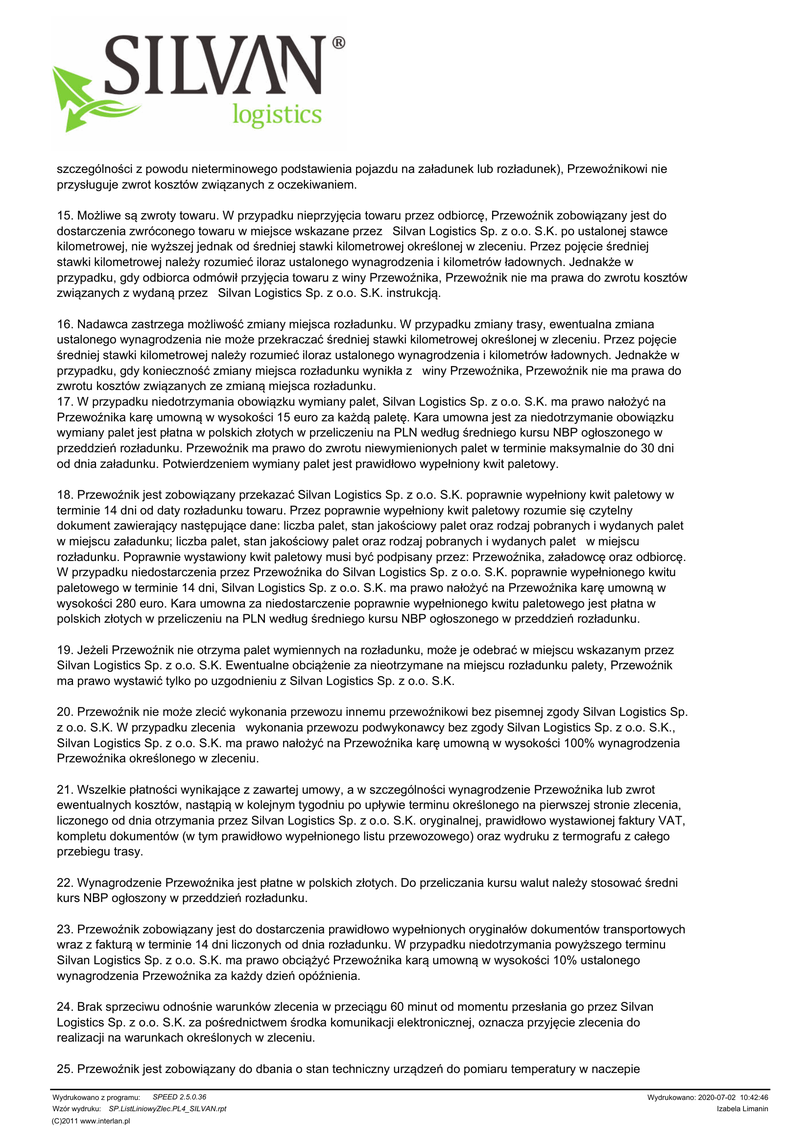 SILVAN®
logistics
szczególności z powodu nieterminowego podstawienia pojazdu na załadunek lub rozładunek), Przewoźnikowi nie
przysługuje zwrot kosztów związanych z oczekiwaniem.
15. Możliwe są zwroty towaru. W przypadku nieprzyjęcia towaru przez odbiorcę, Przewoźnik zobowiązany jest do
dostarczenia zwróconego towaru w miejsce wskazane przez Silvan Logistics Sp. z o.o. S.K. po ustalonej stawce
kilometrowej, nie wyższej jednak od średniej stawki kilometrowej określonej w zleceniu. Przez pojęcie średniej
stawki kilometrowej należy rozumieć iloraz ustalonego wynagrodzenia i kilometrów ładownych. Jednakże w
przypadku, gdy odbiorca odmówił przyjęcia towaru z winy Przewoźnika, Przewoźnik nie ma prawa do zwrotu kosztów
związanych z wydaną przez Silvan Logistics Sp. z o.o. S.K. instrukcją.
16. Nadawca zastrzega możliwość zmiany miejsca rozładunku. W przypadku zmiany trasy, ewentualna zmiana
ustalonego wynagrodzenia nie może przekraczać średniej stawki kilometrowej określonej w zleceniu. Przez pojęcie
średniej stawki kilometrowej należy rozumieć iloraz ustalonego wynagrodzenia i kilometrów ładownych. Jednakże w
przypadku, gdy konieczność zmiany miejsca rozładunku wynikła z winy Przewoźnika, Przewoźnik nie ma prawa do
zwrotu kosztów związanych ze zmianą miejsca rozładunku.
17. W przypadku niedotrzymania obowiązku wymiany palet, Silvan Logistics Sp. z o.o. S.K. ma prawo nałożyć na
Przewoźnika karę umowną w wysokości 15 euro za każdą paletę. Kara umowna jest za niedotrzymanie obowiązku
wymiany palet jest płatna w polskich złotych w przeliczeniu na PLN według średniego kursu NBP ogłoszonego w
przeddzień rozładunku. Przewoźnik ma prawo do zwrotu niewymienionych palet w terminie maksymalnie do 30 dni
od dnia załadunku. Potwierdzeniem wymiany palet jest prawidłowo wypełniony kwit paletowy.
18. Przewoźnik jest zobowiązany przekazać Silvan Logistics Sp. z o.o. S.K. poprawnie wypełniony kwit paletowy w
terminie 14 dni od daty rozładunku towaru. Przez poprawnie wypełniony kwit paletowy rozumie się czytelny
dokument zawierający następujące dane: liczba palet, stan jakościowy palet oraz rodzaj pobranych i wydanych palet
w miejscu załadunku; liczba palet, stan jakościowy palet oraz rodzaj pobranych i wydanych palet w miejscu
rozładunku. Poprawnie wystawiony kwit paletowy musi być podpisany przez: Przewoźnika, załadowcę oraz odbiorcę.
W przypadku niedostarczenia przez Przewoźnika do Silvan Logistics Sp. z o.o. S.K. poprawnie wypełnionego kwitu
paletowego w terminie 14 dni, Silvan Logistics Sp. z o.o. S.K. ma prawo nałożyć na Przewoźnika karę umowną w
wysokości 280 euro. Kara umowna za niedostarczenie poprawnie wypełnionego kwitu paletowego jest płatna w
polskich złotych w przeliczeniu na PLN według średniego kursu NBP ogłoszonego w przeddzień rozładunku.
19. Jeżeli Przewoźnik nie otrzyma palet wymiennych na rozładunku, może je odebrać w miejscu wskazanym przez
Silvan Logistics Sp. z o.o. S.K. Ewentualne obciążenie za nieotrzymane na miejscu rozładunku palety, Przewoźnik
ma prawo wystawić tylko po uzgodnieniu z Silvan Logistics Sp. z o.o. S.K.
20. Przewoźnik nie może zlecić wykonania przewozu innemu przewoźnikowi bez pisemnej zgody Silvan Logistics Sp.
z o.o. S.K. W przypadku zlecenia wykonania przewozu podwykonawcy bez zgody Silvan Logistics Sp. z o.o. S.K.,
Silvan Logistics Sp. z o.o. S.K. ma prawo nałożyć na Przewoźnika karę umowną w wysokości 100% wynagrodzenia
Przewoźnika określonego w zleceniu.
21. Wszelkie płatności wynikające z zawartej umowy, a w szczególności wynagrodzenie Przewoźnika lub zwrot
ewentualnych kosztów, nastąpią w kolejnym tygodniu po upływie terminu określonego na pierwszej stronie zlecenia,
liczonego od dnia otrzymania przez Silvan Logistics Sp. z o.o. S.K. oryginalnej, prawidłowo wystawionej faktury VAT,
kompletu dokumentów (w tym prawidłowo wypełnionego listu przewozowego) oraz wydruku z termografu z całego
przebiegu trasy.
22. Wynagrodzenie Przewoźnika jest płatne w polskich złotych. Do przeliczania kursu walut należy stosować średni
kurs NBP ogłoszony w przeddzień rozładunku.
23. Przewoźnik zobowiązany jest do dostarczenia prawidłowo wypełnionych oryginałów dokumentów transportowych
wraz z fakturą w terminie 14 dni liczonych od dnia rozładunku. W przypadku niedotrzymania powyższego terminu
Silvan Logistics Sp. z o.o. S.K. ma prawo obciążyć Przewoźnika karą umowną w wysokości 10% ustalonego
wynagrodzenia Przewoźnika za każdy dzień opóźnienia.
24. Brak sprzeciwu odnośnie warunków zlecenia w przeciągu 60 minut od momentu przesłania go przez Silvan
Logistics Sp. z o.o. S.K. za pośrednictwem środka komunikacji elektronicznej, oznacza przyjęcie zlecenia do
realizacji na warunkach określonych w zleceniu.
25. Przewoźnik jest zobowiązany do dbania o stan techniczny urządzeń do pomiaru temperatury w naczepie
Wydrukowano z programu: SPEED 2.5.0.36 Wydrukowano: 2020-07-02 10:42:46
Wzór wydruku: SP.ListLiniowyZlec.PL4_SILVAN.rpt Izabela Limanin
(C)2011 www.interlan.pl